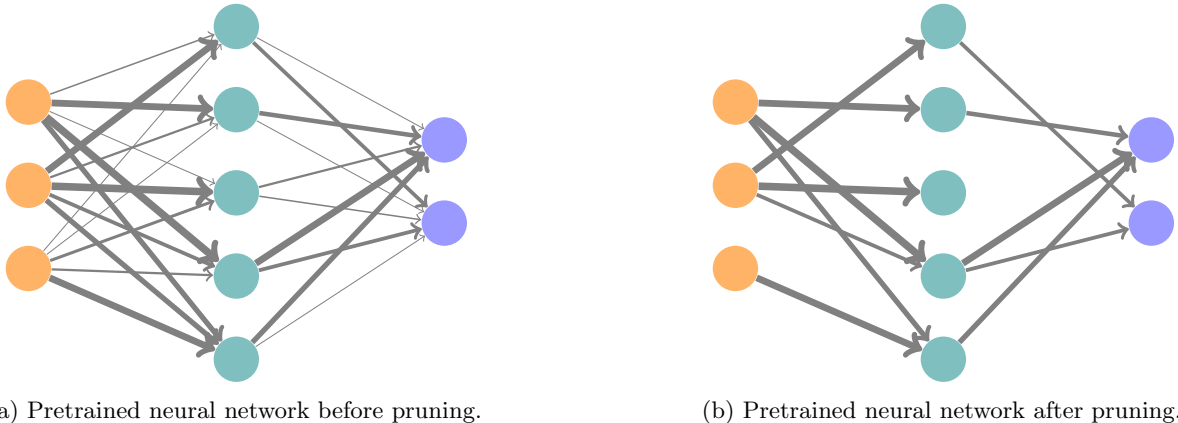 a) Pretrained neural network before pruning.
(b) Pretrained neural network after pruning.